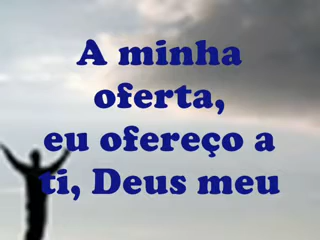 A minha
oferta,
eu ofereço a
ti, Deus meu